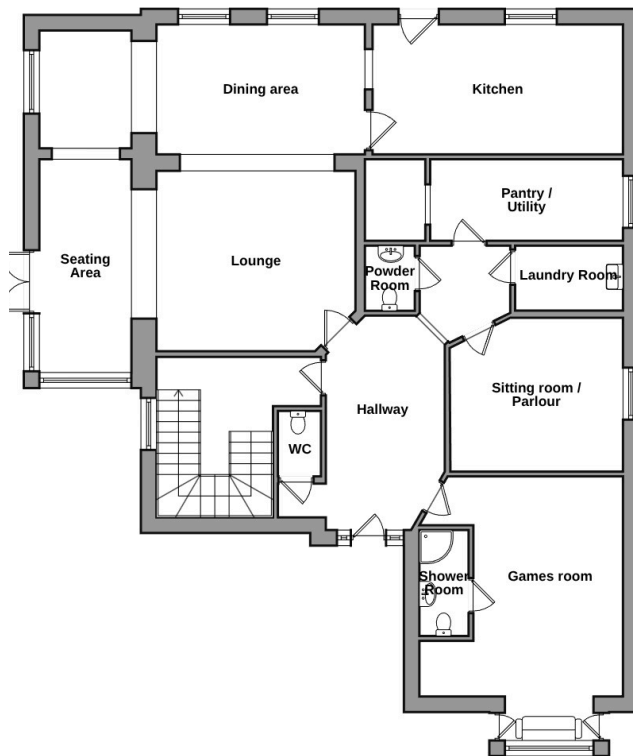 Dining area
Kitchen
Pantry /
Utility
Seating
Area
Lounge
Powder
Room
Laundry Room
Sitting room /
Parlour
Hallway
WC
Shower
Room
Games room